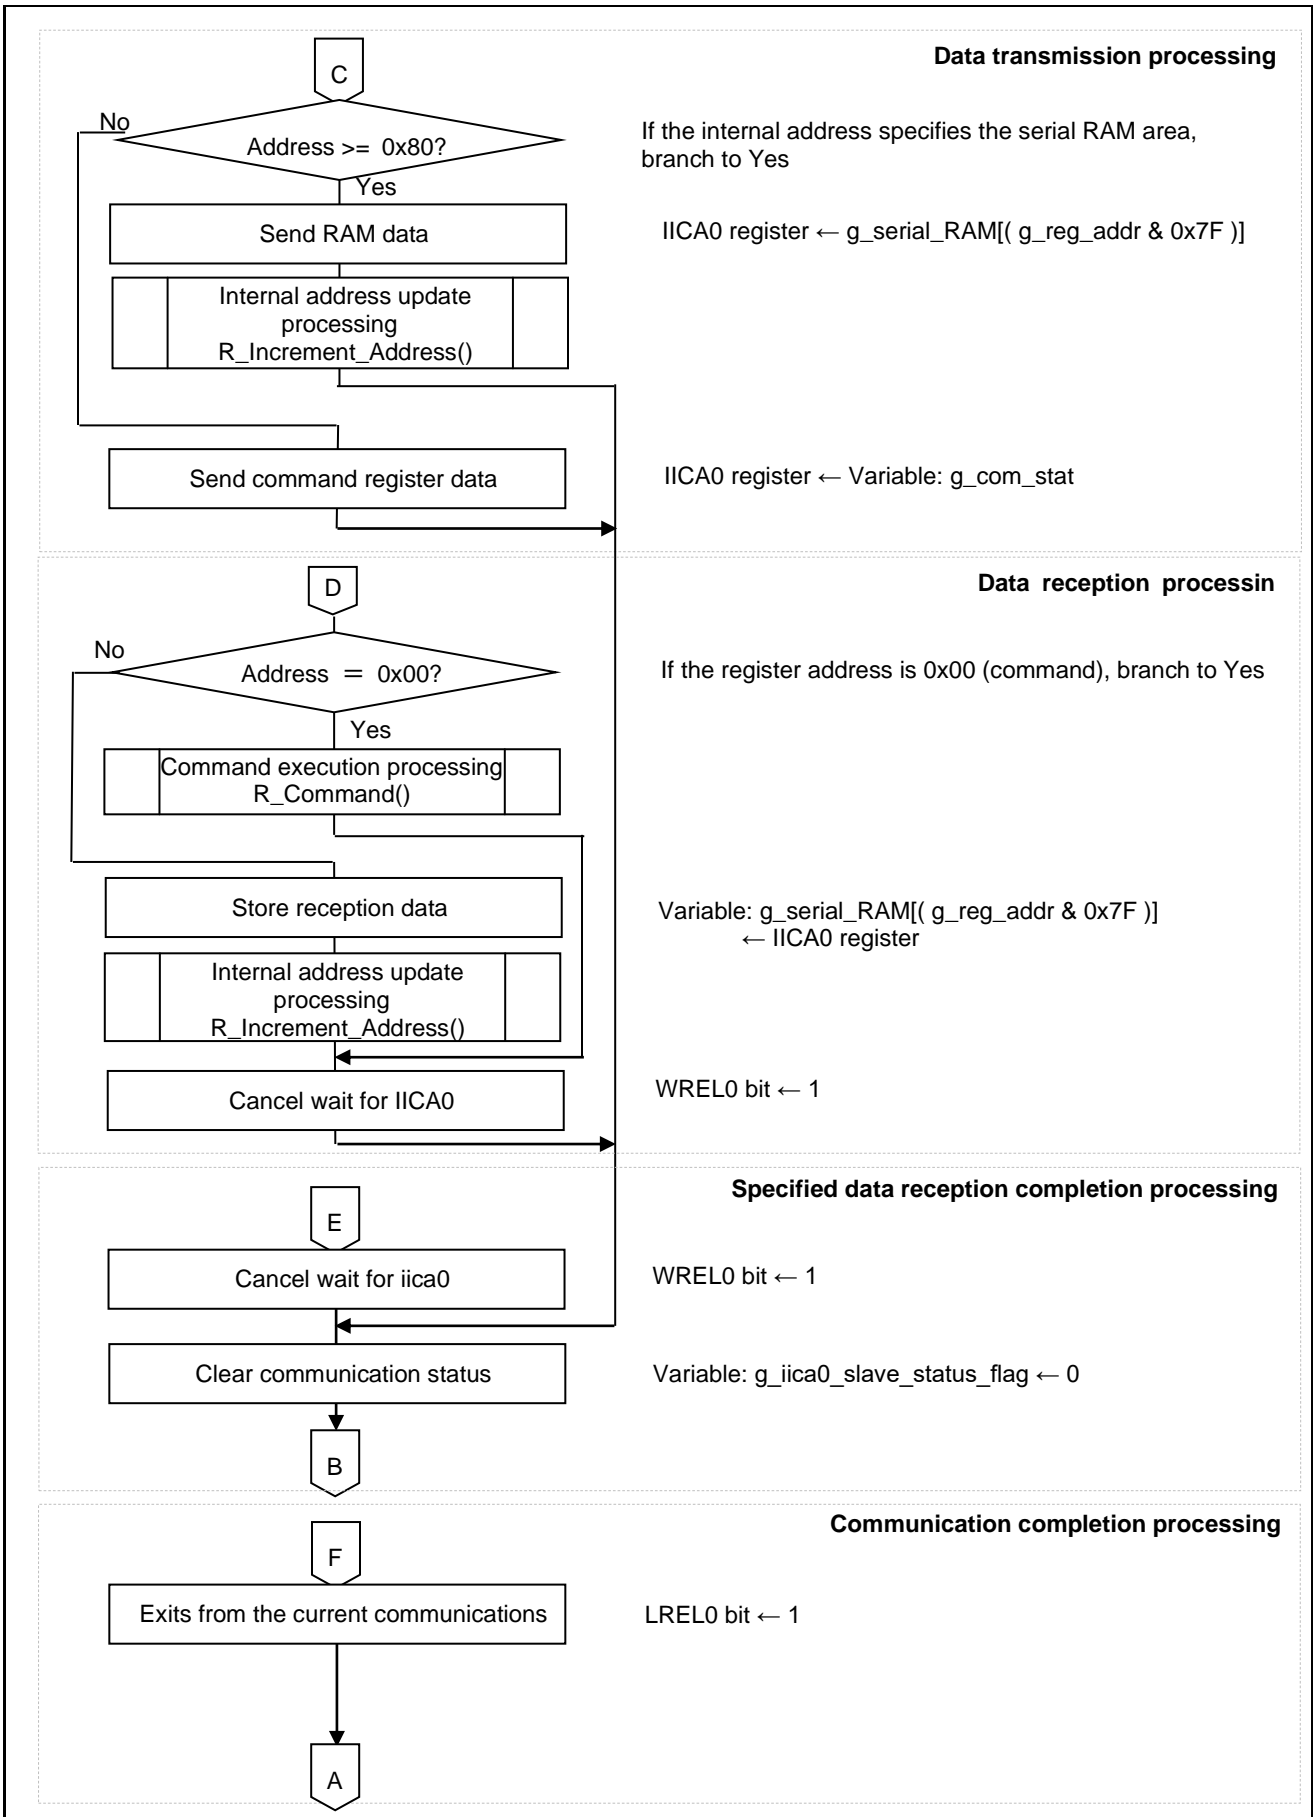 Data transmission processing
C
No
Address >= 0x80?
If the internal address specifies the serial RAM area,
branch to Yes
Yes
Send RAM data
IICA0 register ← g_serial_RAM[( g_reg_addr & 0x7F )]
Internal address update
processing
R_Increment_Address()
Send command register data
IICA0 register ← Variable: g_com_stat
Data reception processin
D
No
Address = 0x00?
If the register address is 0x00 (command), branch to Yes
Yes
Command execution processing
R_Command()
Store reception data
Variable: g_serial_RAM[( g_reg_addr & 0x7F )]
← IICA0 register
Internal address update
processing
R_Increment_Address()
Cancel wait for IICA0
WREL0 bit ← 1
Specified data reception completion processing
E
Cancel wait for iica0
WREL0 bit ← 1
Clear communication status
Variable: g_iica0_slave_status_flag ← 0
B
Communication completion processing
F
Exits from the current communications
LREL0 bit ← 1
A